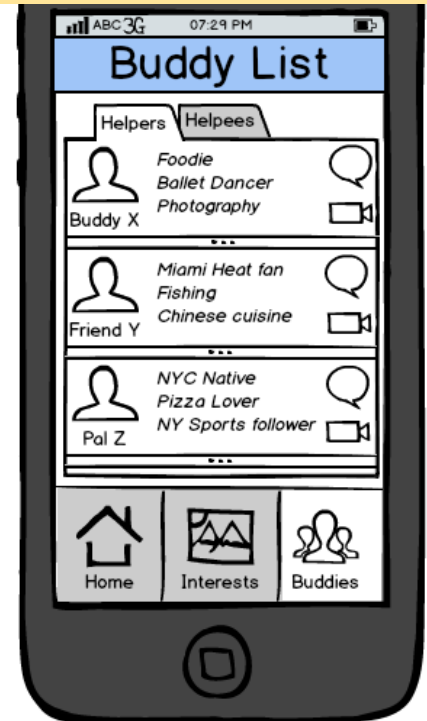 ABC 3G 07:29 PM
Buddy List
Helpers Helpees
Foodie
Ballet Dancer
Photography
Buddy X
...
Miami Heat fan
Fishing
Chinese cuisine
Friend Y
...
NYC Native
Pizza Lover
NY Sports follower
Pal Z
...
Home Interests Buddies